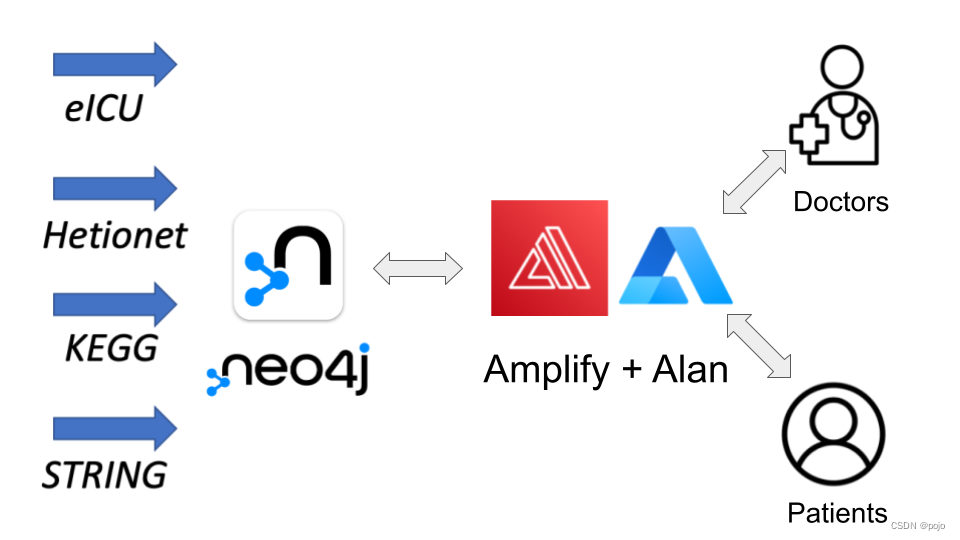 eICU
Hetionet
KEGG
STRING
neo4j
Amplify + Alan
Doctors
Patients
CSDN @pojo